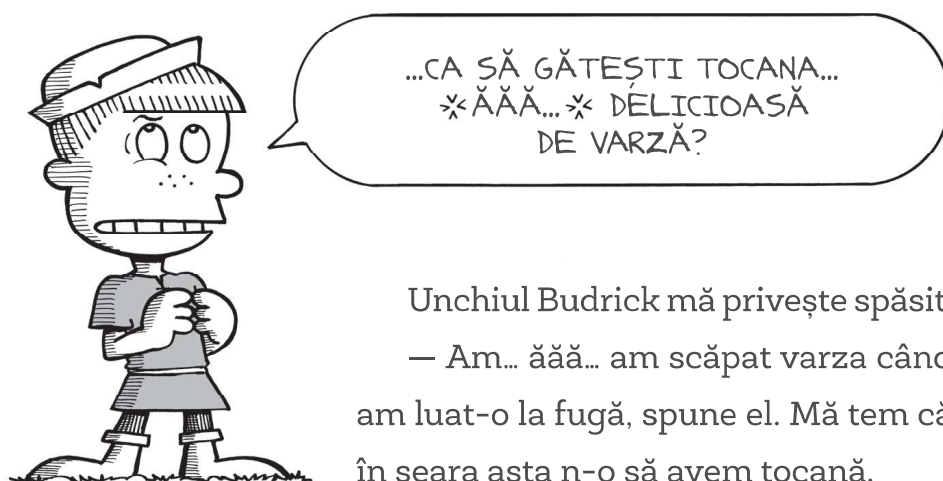 ...CA SĂ GĂTEȘTI TOCANA...
ĂĂĂ... DELICIOASĂ
DE VARZĂ?
Unchiul Budrick mă privește spăsit
— Am… ăăă… am scăpat varza când
am luat-o la fugă, spune el. Mă tem că
în seara asta n-o să avem tocană.